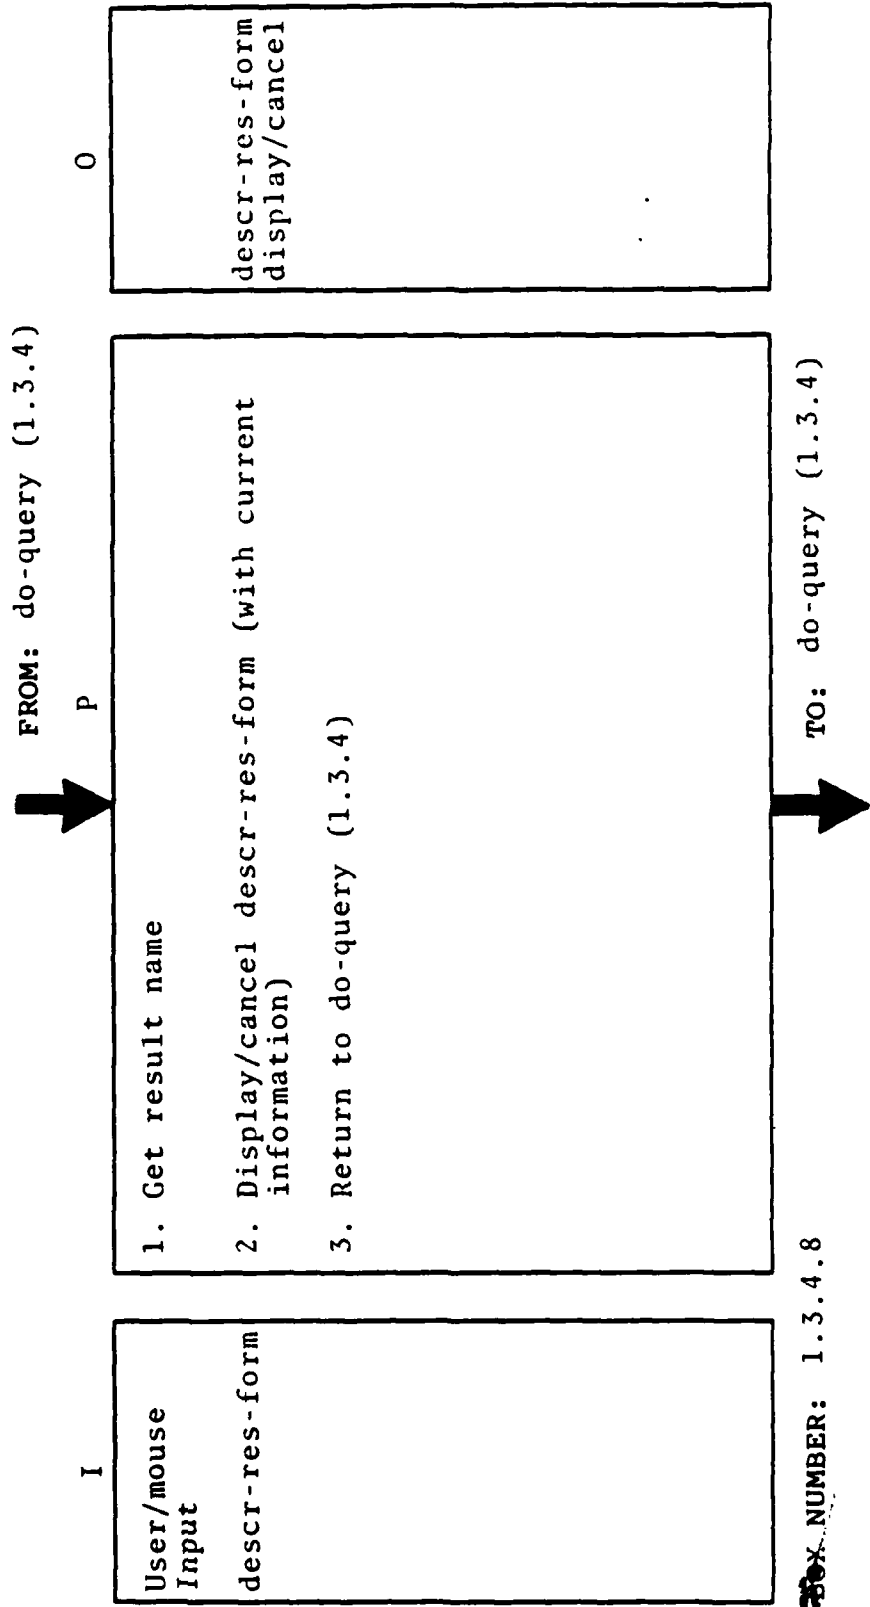 FROM: do-query (1.3.4)
I
P
O
User/mouse
Input
descr-res-form
1. Get result name
2. Display/cancel descr-res-form (with current
information)
3. Return to do-query (1.3.4)
descr-res-form
display/cancel
BOX NUMBER: 1.3.4.8
TO: do-query (1.3.4)